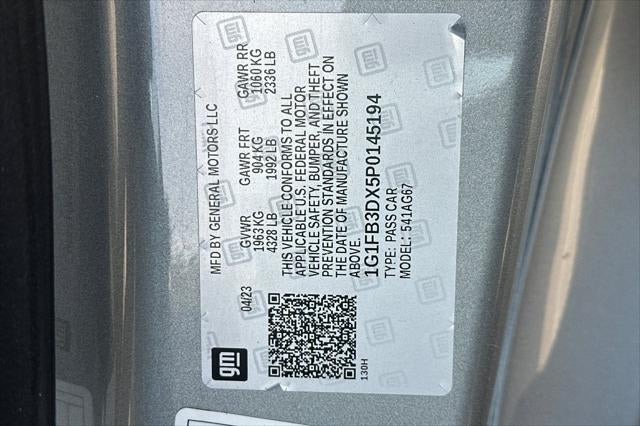 MFD BY GENERAL MOTORS LLC
04/23
GVWR GAWR FRT GAWR RR
1963 KG 904 KG 1060 KG
4328 LB 1992 LB 2336 LB
THIS VEHICLE CONFORMS TO ALL
APPLICABLE U.S. FEDERAL MOTOR
VEHICLE SAFETY, BUMPER, AND THEFT
PREVENTION STANDARDS IN EFFECT ON
THE DATE OF MANUFACTURE SHOWN
ABOVE.
1G1FB3DX5P0145194
TYPE: PASS CAR
MODEL: 541AG67
gm
130H